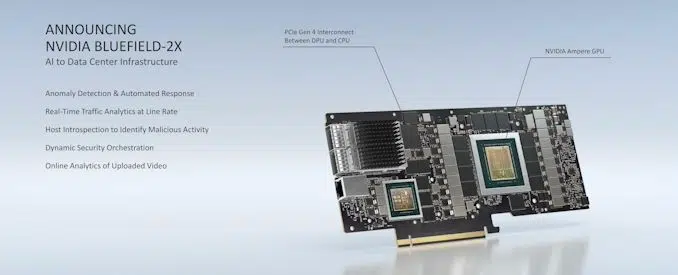 ANNOUNCING
NVIDIA BLUEFIELD-2X
AI to Data Center Infrastructure
Anomaly Detection & Automated Response
Real-Time Traffic Analytics at Line Rate
Host Introspection to Identify Malicious Activity
Dynamic Security Orchestration
Online Analytics of Uploaded Video
PCIe Gen 4 Interconnect
Between DPU and CPU
NVIDIA Ampere GPU